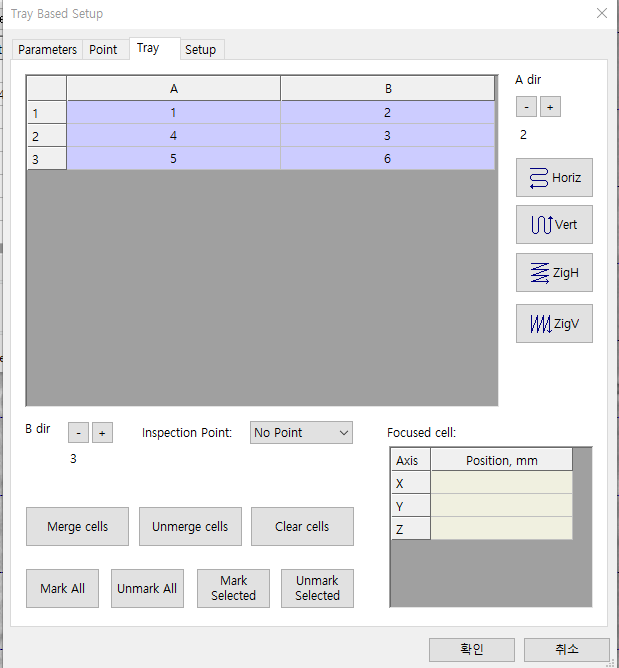 Tray Based Setup
Parameters Point Tray Setup
A B
1 1 2
2 4 3
3 5 6
A dir
- +
2
Horiz
Vert
ZigH
ZigV
B dir - + Inspection Point: No Point Focused cell:
3
Axis Position, mm
X
Y
Z
Merge cells Unmerge cells Clear cells
Mark All Unmark All Mark Selected Unmark Selected
확인 취소